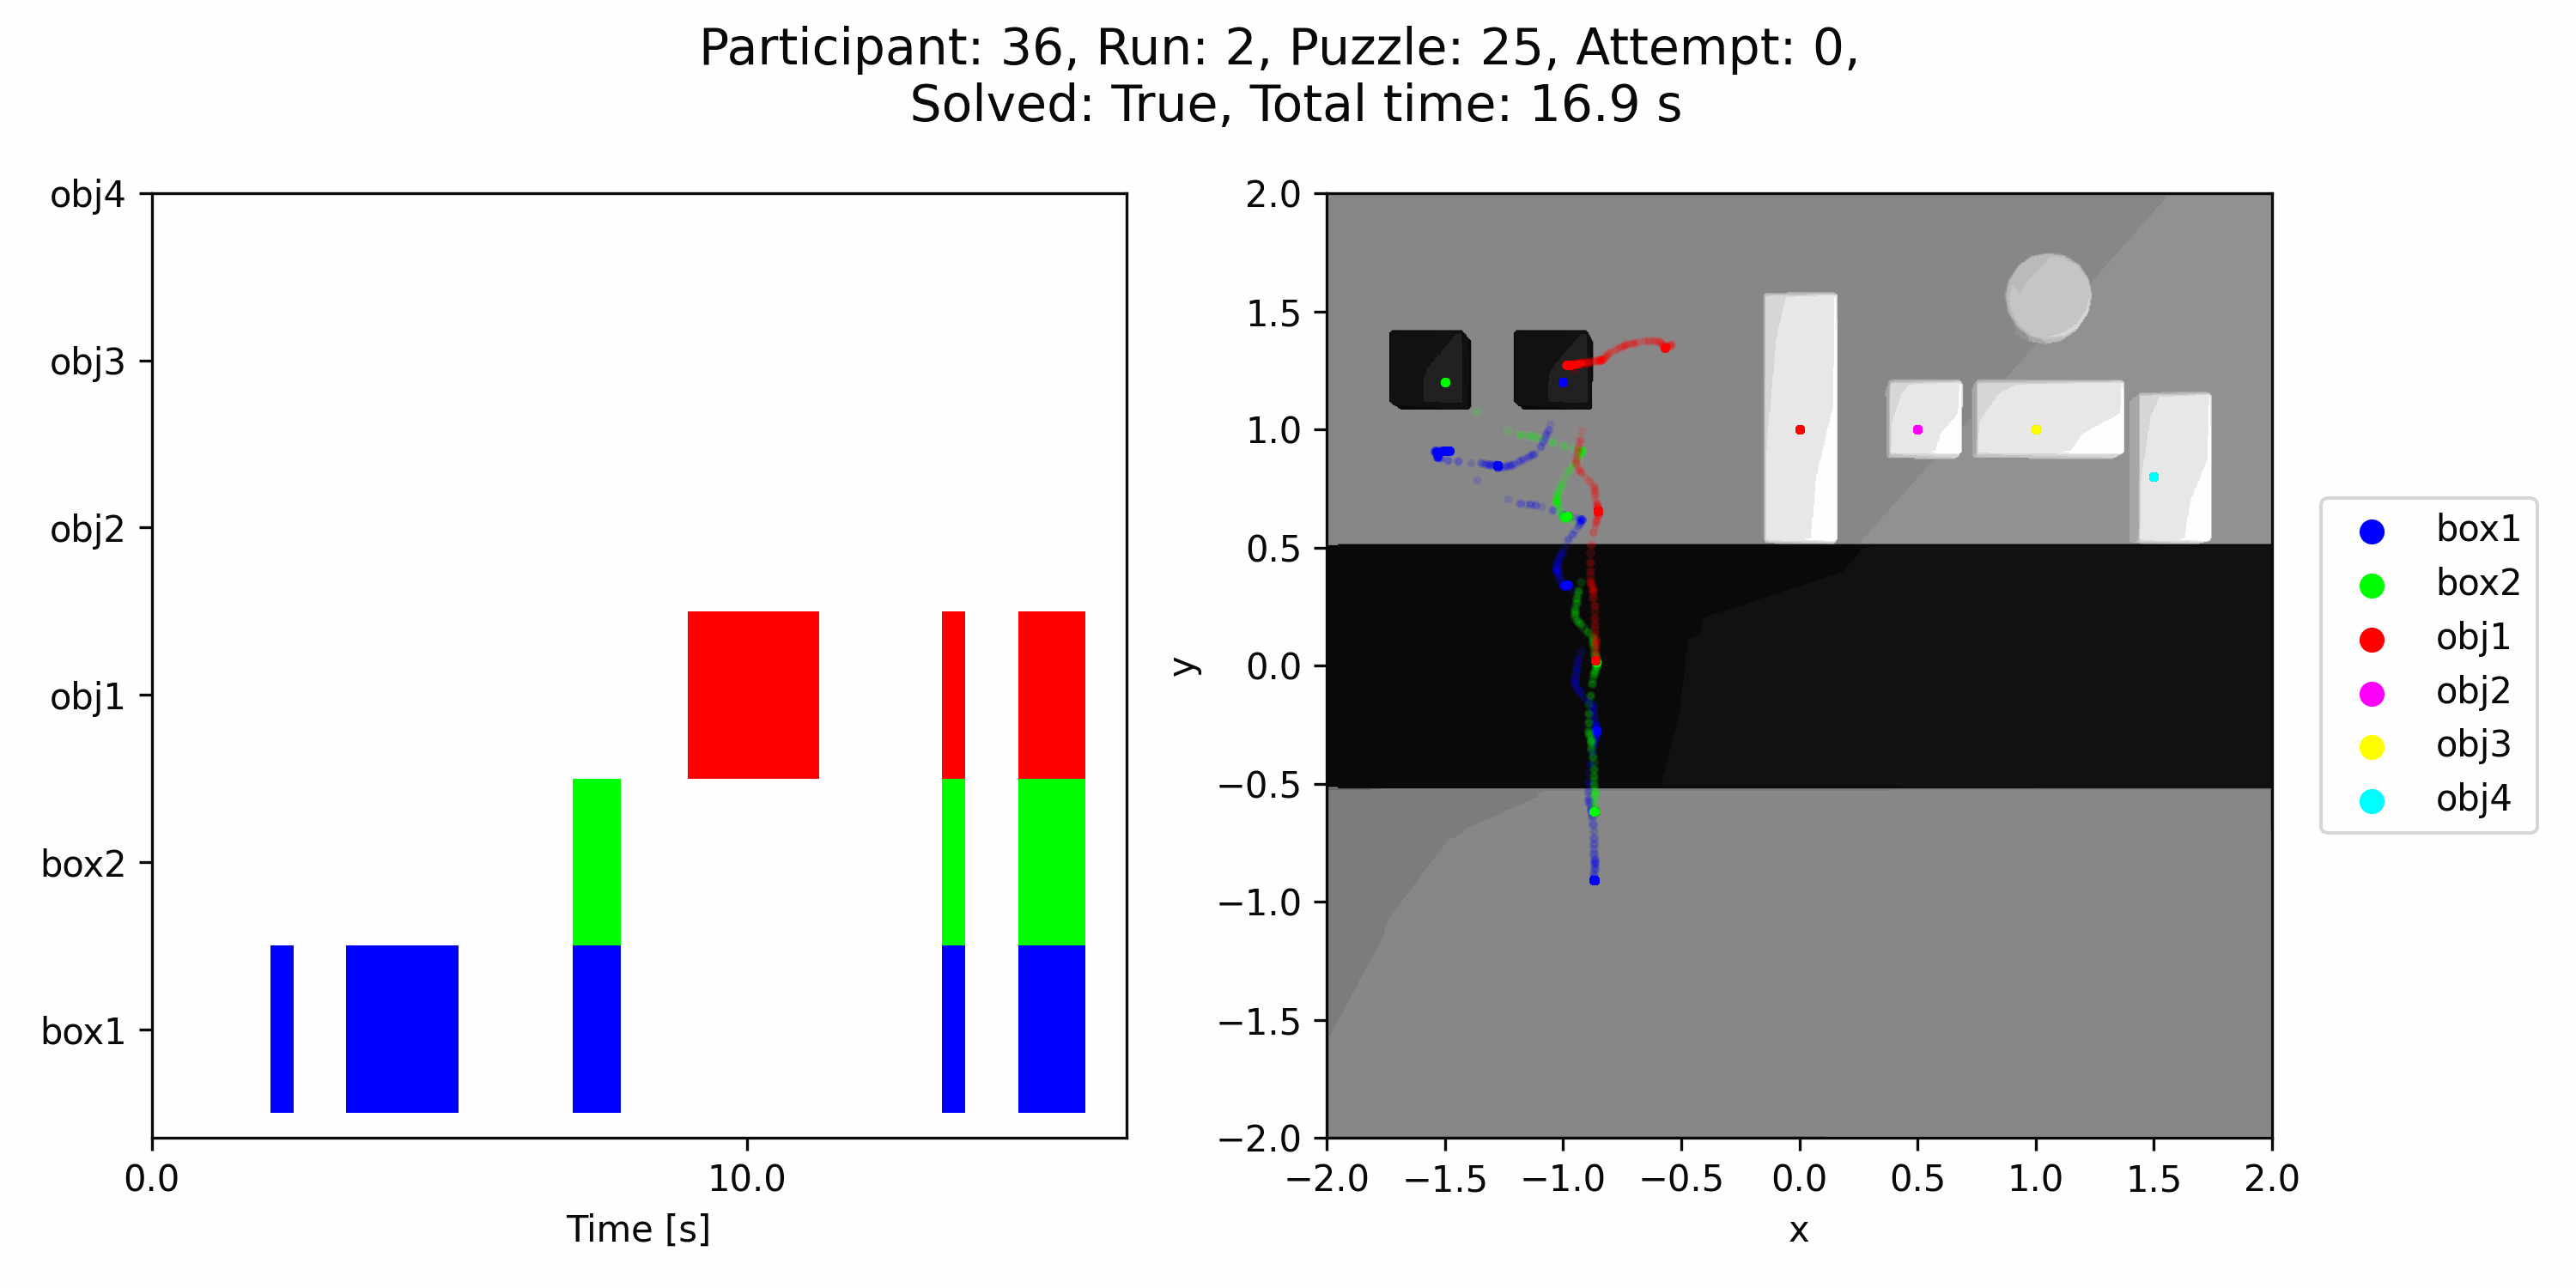 Participant: 36, Run: 2, Puzzle: 25, Attempt: 0,
Solved: True, Total time: 16.9 s
obj4
obj3
obj2
obj1
box2
box1
0.0 10.0
Time [s]
2.0
1.5
1.0
0.5
0.0
−0.5
−1.0
−1.5
−2.0
y
−2.0 −1.5 −1.0 −0.5 0.0 0.5 1.0 1.5 2.0
x
box1
box2
obj1
obj2
obj3
obj4